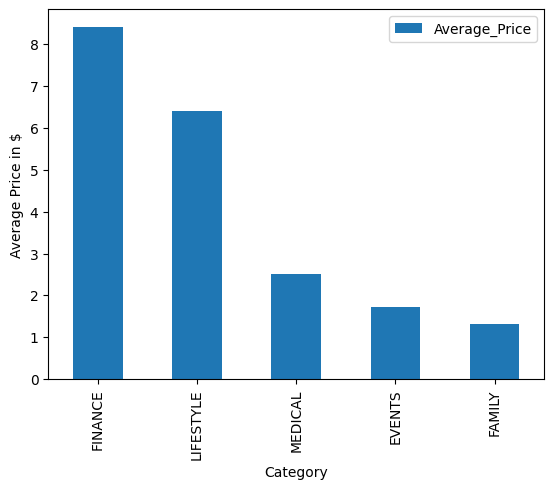 Average_Price
Average Price in $
8
7
6
5
4
3
2
1
0
FINANCE
LIFESTYLE
MEDICAL
EVENTS
FAMILY
Category